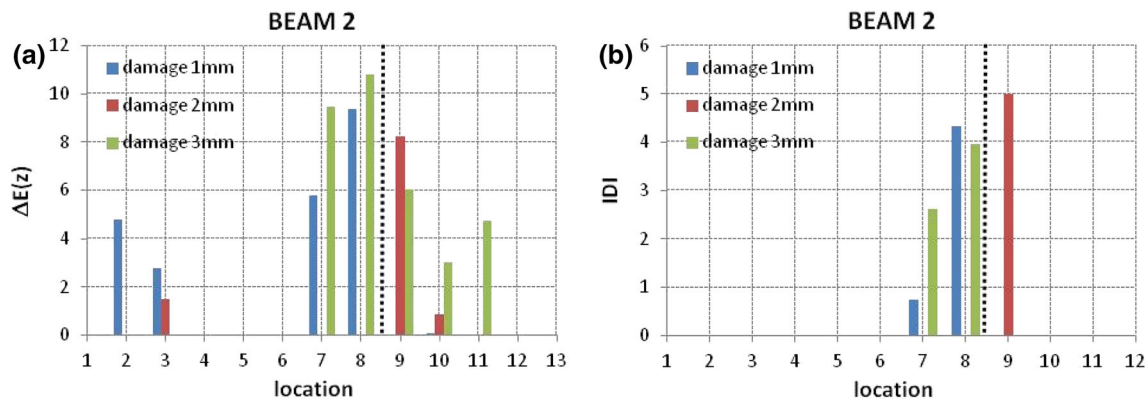 BEAM 2
(a)
12
10
8
6
4
2
0
ΔE(z)
damage 1mm
damage 2mm
damage 3mm
1 2 3 4 5 6 7 8 9 10 11 12 13
location
BEAM 2
(b)
6
5
4
3
2
1
0
IDI
damage 1mm
damage 2mm
damage 3mm
1 2 3 4 5 6 7 8 9 10 11 12
location